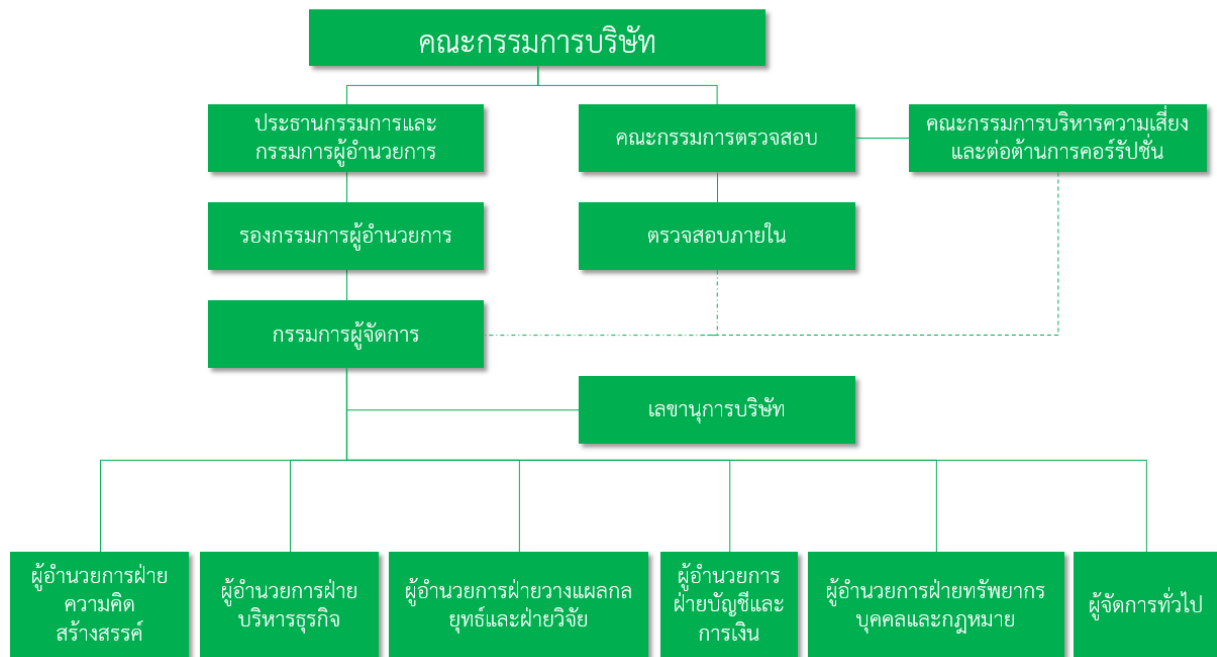 คณะกรรมการบริษัท
ประธานกรรมการและ
กรรมการผู้อำนวยการ
คณะกรรมการตรวจสอบ
คณะกรรมการบริหารความเสี่ยง
และต่อต้านการคอร์รัปชั่น
รองกรรมการผู้อำนวยการ
ตรวจสอบภายใน
กรรมการผู้จัดการ
เลขานุการบริษัท
ผู้อำนวยการฝ่าย
ความคิด
สร้างสรรค์
ผู้อำนวยการฝ่าย
บริหารธุรกิจ
ผู้อำนวยการฝ่ายวางแผลกล
ยุทธ์และฝ่ายวิจัย
ผู้อำนวยการ
ฝ่ายบัญชีและ
การเงิน
ผู้อำนวยการฝ่ายทรัพยากร
บุคคลและกฎหมาย
ผู้จัดการทั่วไป